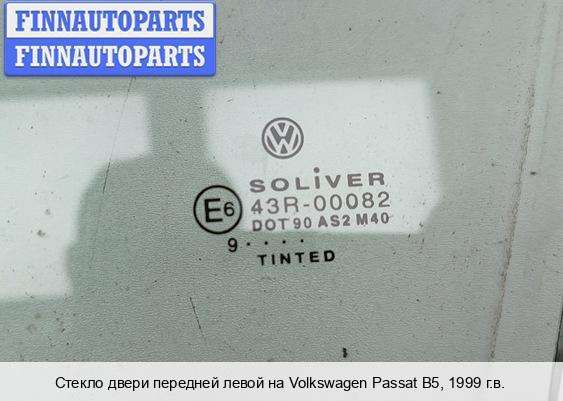 FINNAUTOPARTS
FINNAUTOPARTS
SOLiVER
E6 43R-00082
DOT 90 AS2 M40
9 · · · ·
TINTED
Стекло двери передней левой на Volkswagen Passat B5, 1999 г.в.